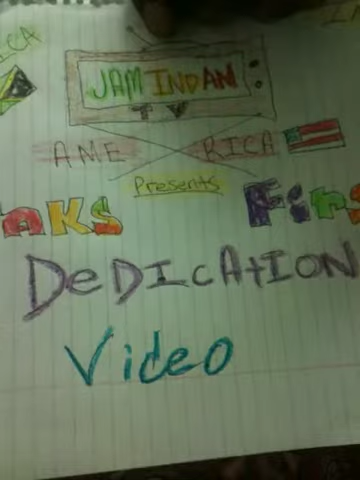 JAMINDAN
TV
AME RICA
Presents
DeDICAtION
Video